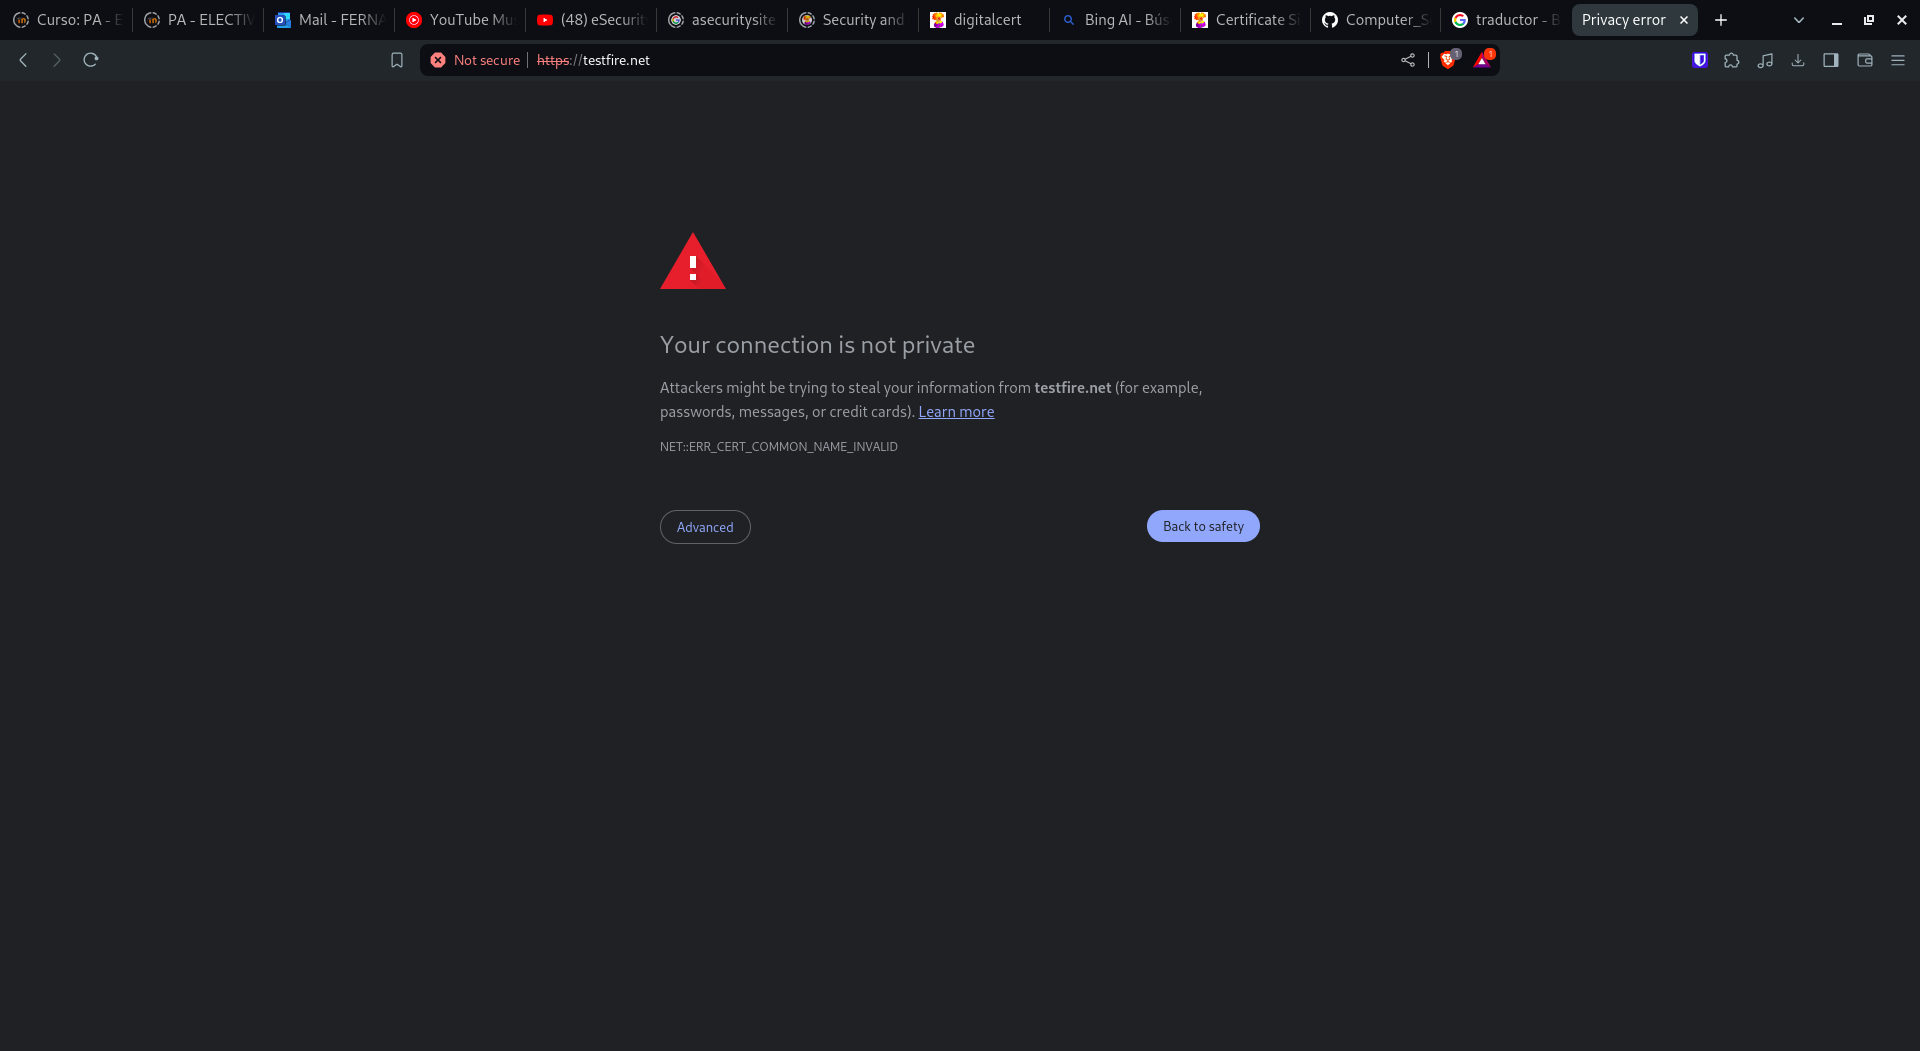 Curso: PA - E
PA - ELECTIV
Mail - FERNA
YouTube Mu
(48) eSecurit
asecuritysite
Security and
digitalcert
Bing AI - Bús
Certificate Si
Computer_S
traductor - B
Privacy error
Not secure
https://testfire.net
1
1
Your connection is not private
Attackers might be trying to steal your information from testfire.net (for example,
passwords, messages, or credit cards). Learn more
NET::ERR_CERT_COMMON_NAME_INVALID
Advanced
Back to safety